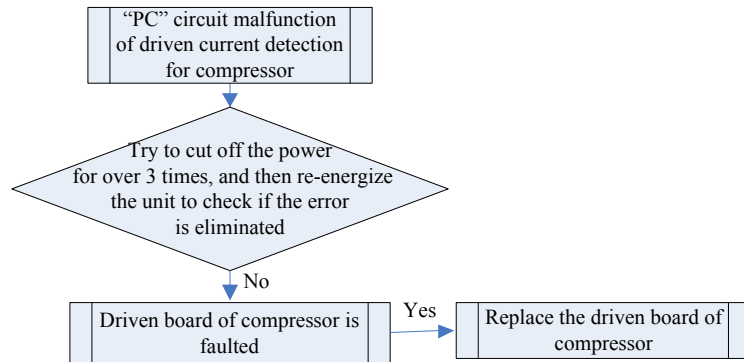 “PC” circuit malfunction
of driven current detection
for compressor
Try to cut off the power
for over 3 times, and then re-energize
the unit to check if the error
is eliminated
No
Driven board of compressor is
faulted
Yes
Replace the driven board of
compressor